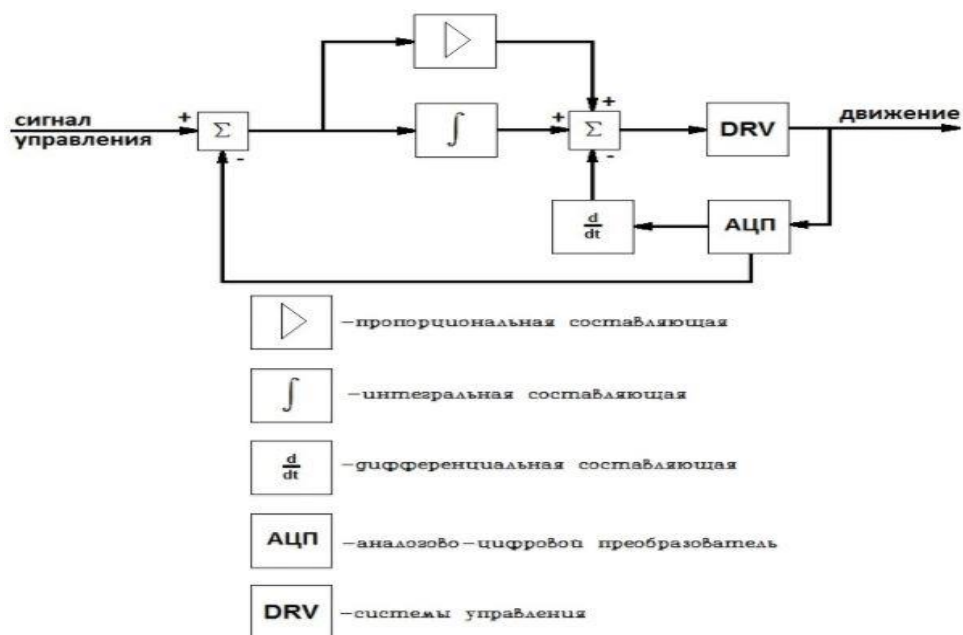 сигнал
управления
+
Σ
-
▷
∫
+
+
Σ
-
DRV
движение
d
dt
АЦП
▷ -пропорциональная составляющая
∫ -интегральная составляющая
d
dt -дифференциальная составляющая
АЦП -аналогово-цифровой преобразователь
DRV -системы управления